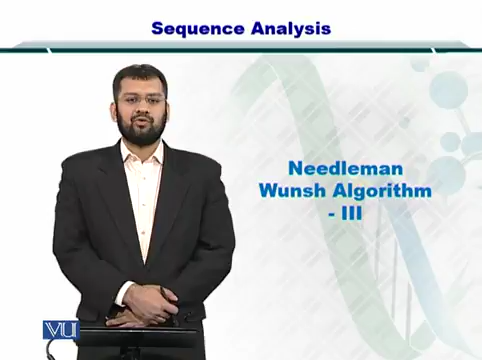 Sequence Analysis
Needleman
Wunsh Algorithm
- III
VU